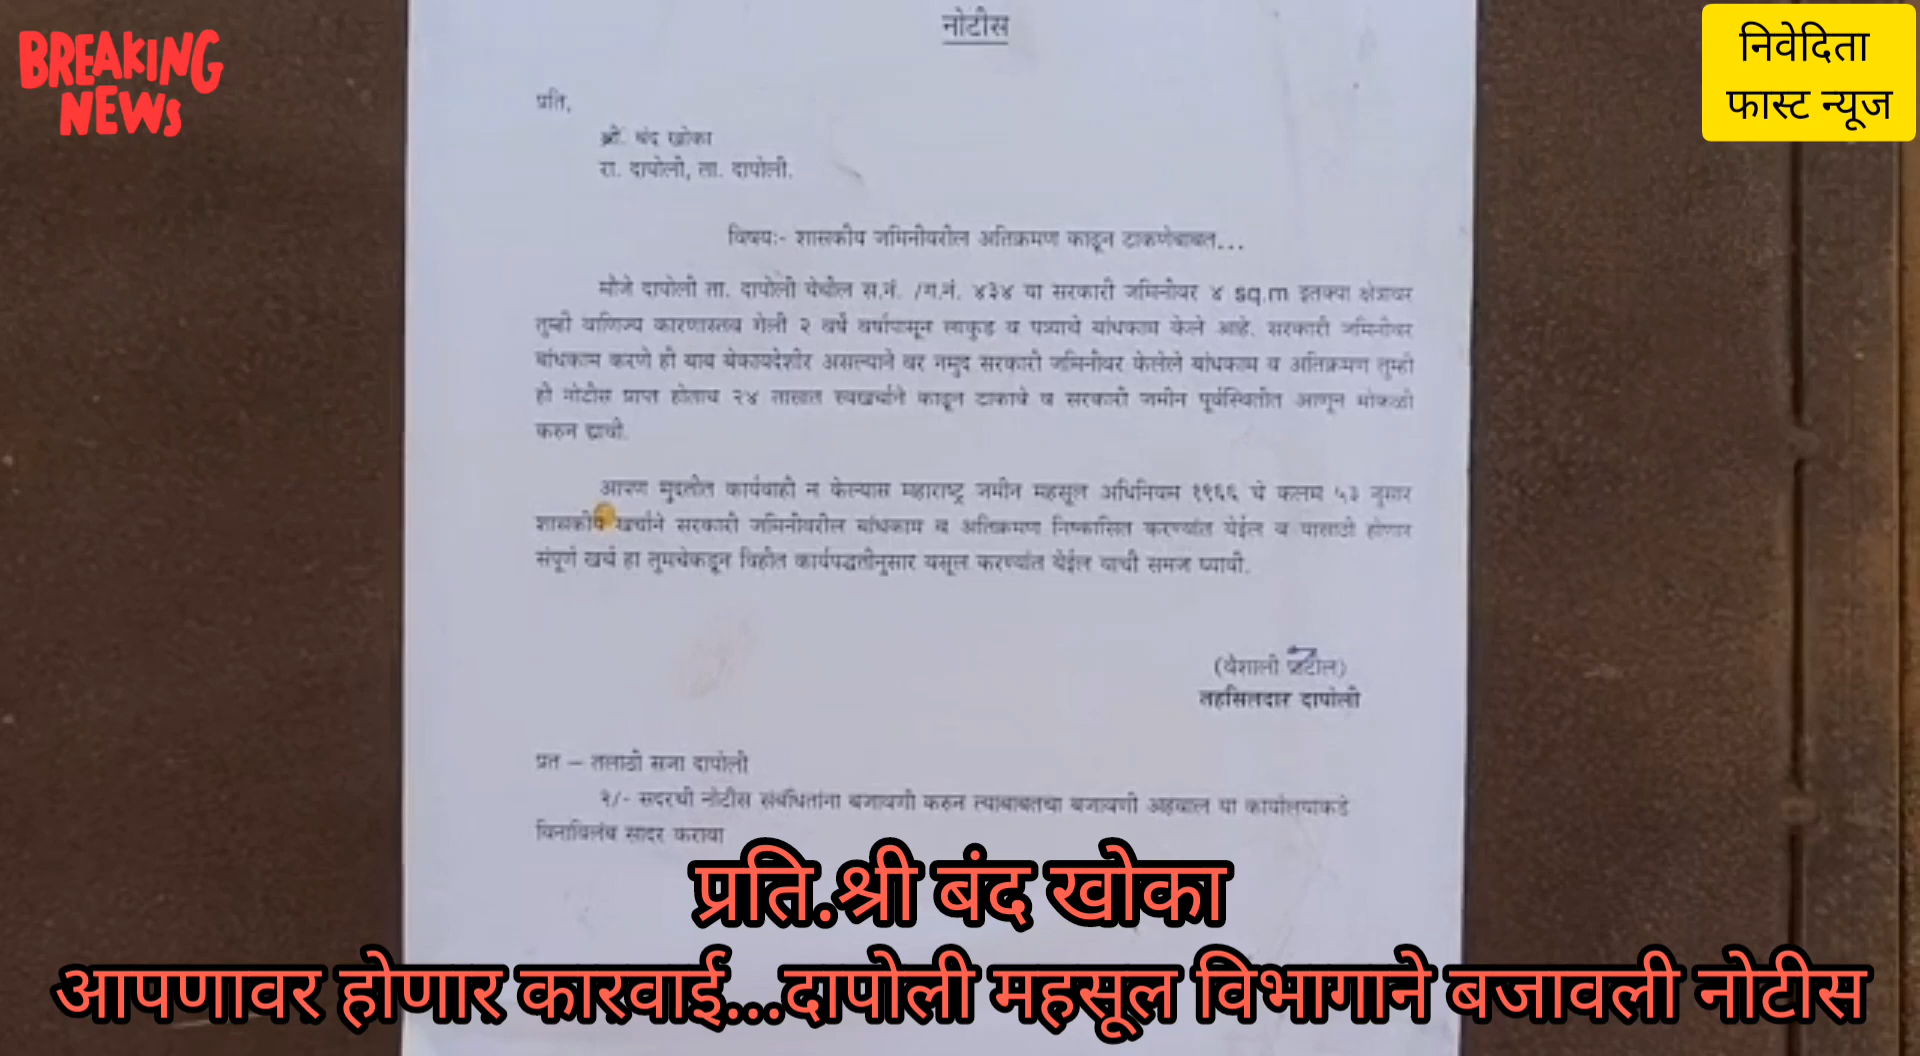 BREAKING
NEWS
निवेदिता
फास्ट न्यूज
नोटीस
प्रति,
श्री. बंद खोका
रा. दापोली, ता. दापोली.
विषयः- शासकीय जमिनीवरील अतिक्रमण काढून टाकणेबाबत...
मौजे दापोली ता. दापोली येथील स.नं. /ग.नं. ४३४ या सरकारी जमिनीवर ४ sq.m इतक्या क्षेत्रावर
तुम्ही वाणिज्य कारणास्तव गेली २ वर्षे वर्षापासून लाकुड व पत्र्याचे बांधकाम केले आहे. सरकारी जमिनीवर
बांधकाम करणे ही बाब बेकायदेशीर असल्याने वर नमुद सरकारी जमिनीवर केलेले बांधकाम व अतिक्रमण तुम्ही
ही नोटीस प्राप्त होताच २४ तासात स्वखर्चाने काढून टाकावे व सरकारी जमीन पूर्वस्थितीत आणून मोकळी
करुन द्यावी.
आपण मुदतीत कार्यवाही न केल्यास महाराष्ट्र जमीन महसूल अधिनियम १९६६ चे कलम ५३ नुसार
शासकीय खर्चाने सरकारी जमिनीवरील बांधकाम व अतिक्रमण निष्कासित करण्यांत येईल व यासाठी होणार
संपूर्ण खर्च हा तुमचेकडून विहीत कार्यपद्धतीनुसार वसूल करण्यांत येईल याची समज घ्यावी.
(वैशाली पाटील)
तहसिलदार दापोली
प्रत – तलाठी सजा दापोली
२/- सदरची नोटीस संबंधितांना बजावणी करुन त्याबाबतचा बजावणी अहवाल या कार्यालयाकडे
विनाविलंब सादर करावा
प्रति.श्री बंद खोका
आपणावर होणार कारवाई...दापोली महसूल विभागाने बजावली नोटीस